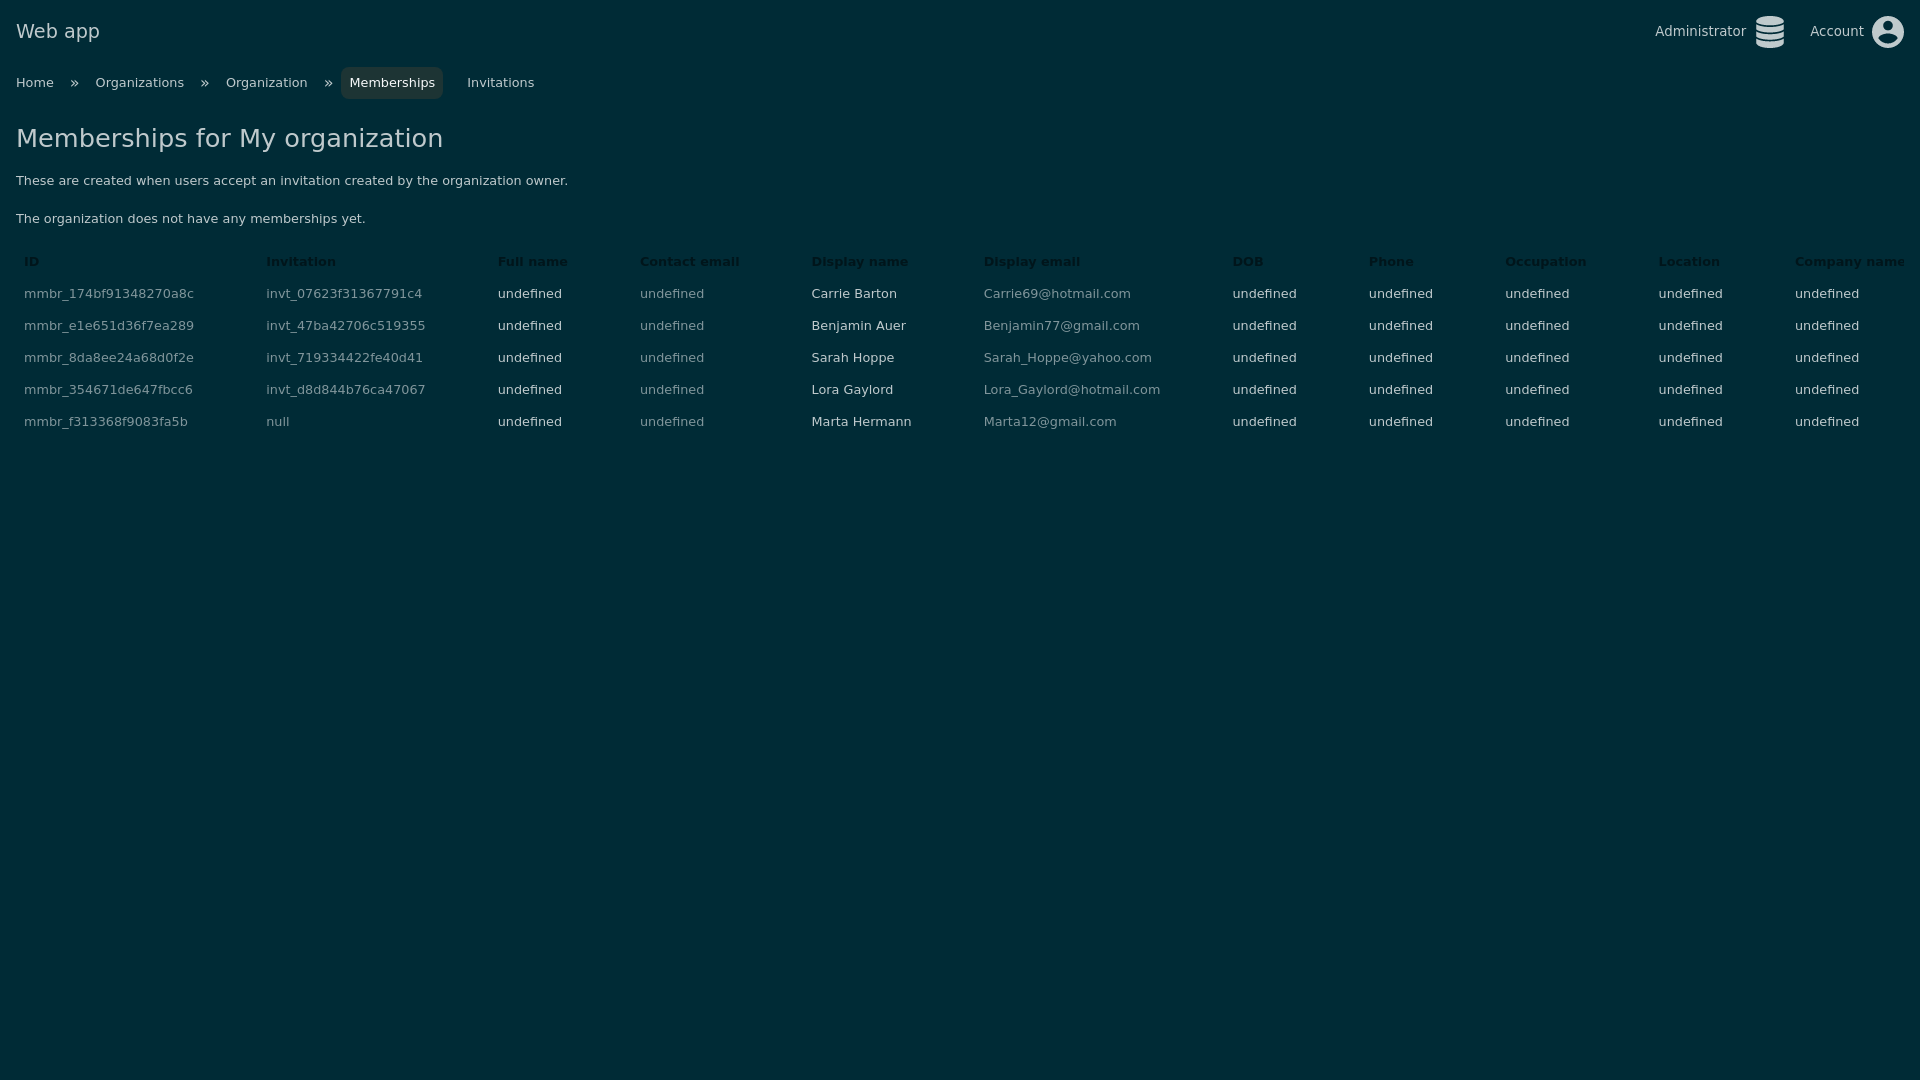 Web app
Administrator
Account
Home » Organizations » Organization » Memberships Invitations
Memberships for My organization
These are created when users accept an invitation created by the organization owner.
The organization does not have any memberships yet.
ID Invitation Full name Contact email Display name Display email DOB Phone Occupation Location Company name
mmbr_174bf91348270a8c invt_07623f31367791c4 undefined undefined Carrie Barton Carrie69@hotmail.com undefined undefined undefined undefined undefined
mmbr_e1e651d36f7ea289 invt_47ba42706c519355 undefined undefined Benjamin Auer Benjamin77@gmail.com undefined undefined undefined undefined undefined
mmbr_8da8ee24a68d0f2e invt_719334422fe40d41 undefined undefined Sarah Hoppe Sarah_Hoppe@yahoo.com undefined undefined undefined undefined undefined
mmbr_354671de647fbcc6 invt_d8d844b76ca47067 undefined undefined Lora Gaylord Lora_Gaylord@hotmail.com undefined undefined undefined undefined undefined
mmbr_f313368f9083fa5b null undefined undefined Marta Hermann Marta12@gmail.com undefined undefined undefined undefined undefined